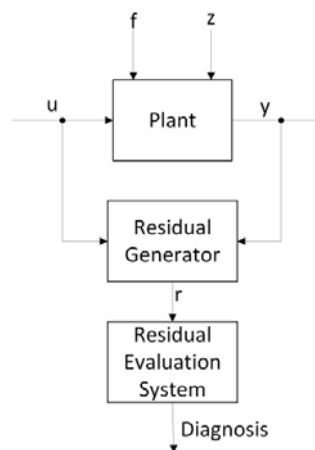 f
z
u
Plant
y
Residual
Generator
r
Residual
Evaluation
System
Diagnosis